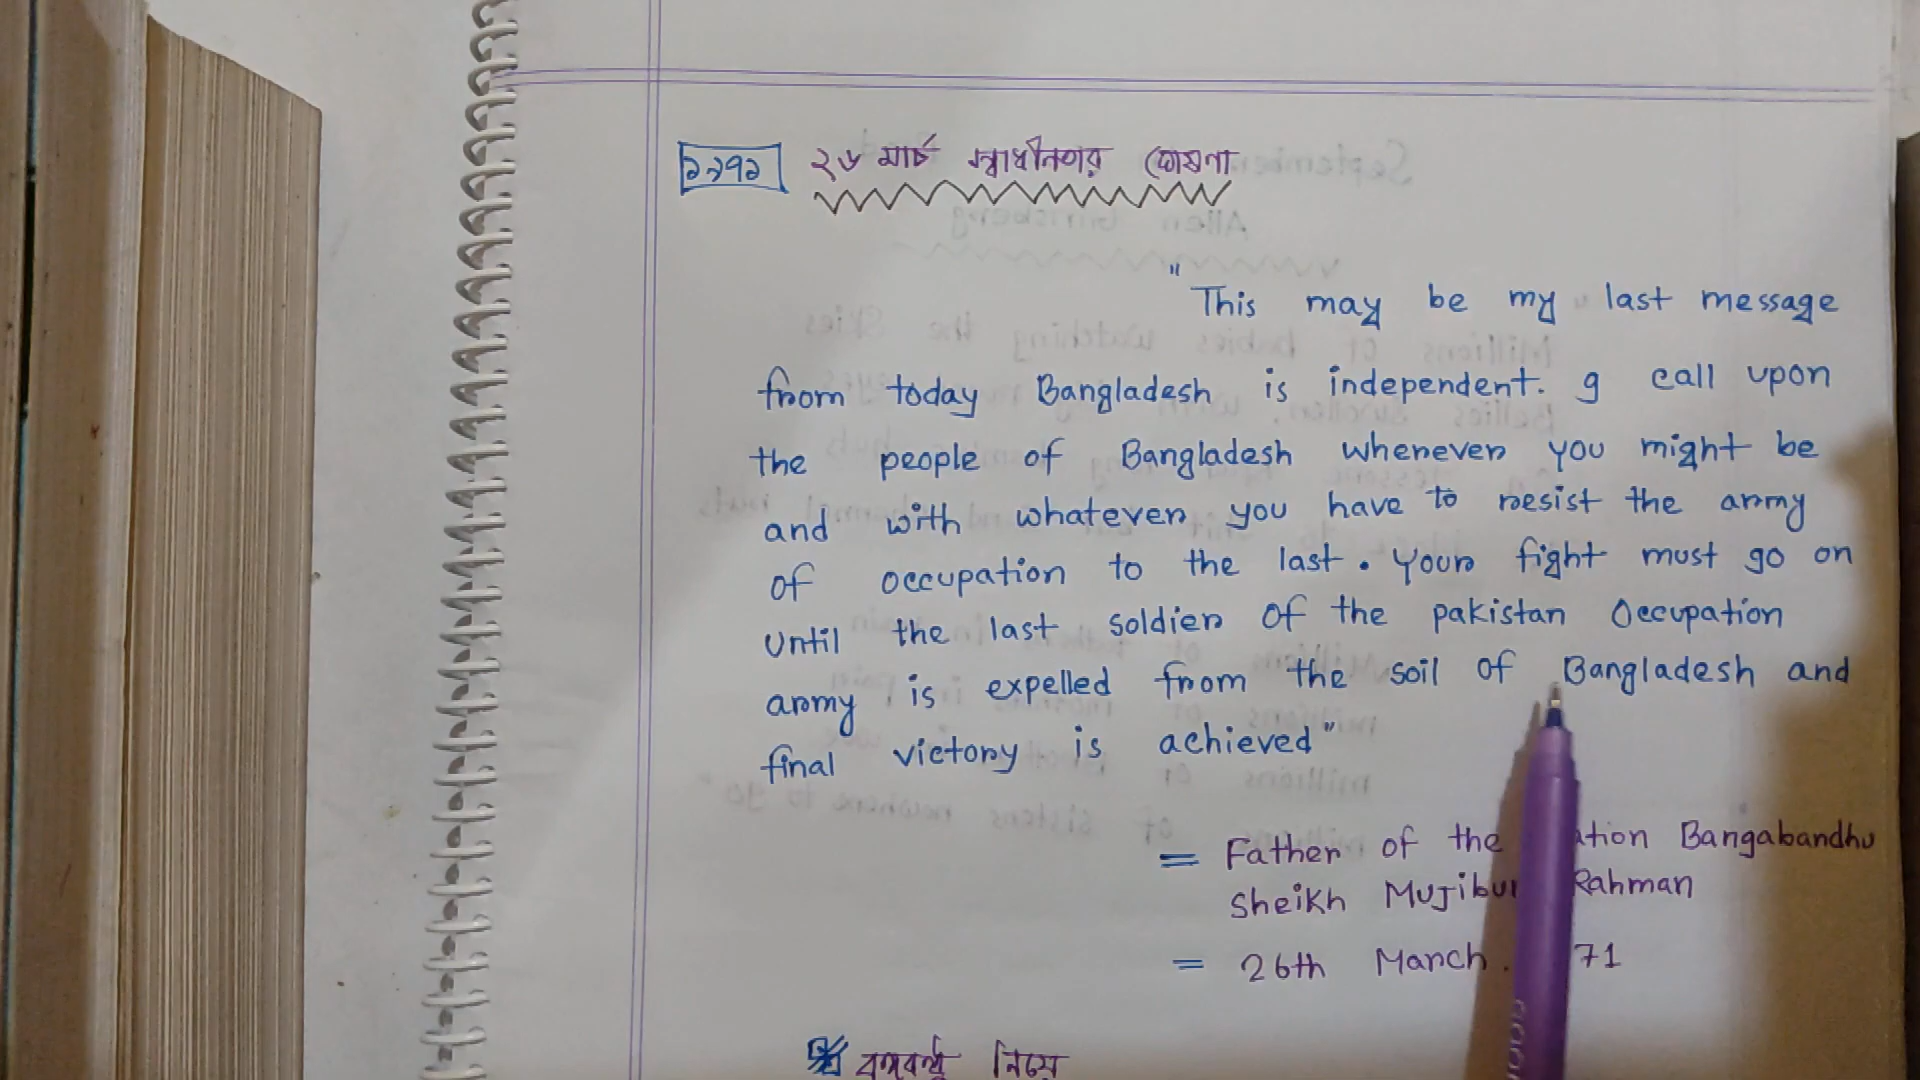 ১৯৭১ ২৬ মার্চ স্বাধীনতার ঘোষনা
"This may be my last message
from today Bangladesh is independent. I call upon
the people of Bangladesh wherever you might be
and with whatever you have to resist the army
of occupation to the last. Your fight must go on
until the last soldier of the pakistan Occupation
army is expelled from the soil of Bangladesh and
final victory is achieved"
= Father of the Bangabandhu
Sheikh Mujibur Rahman
= 26th March 71
বঙ্গবন্ধু নিয়ে